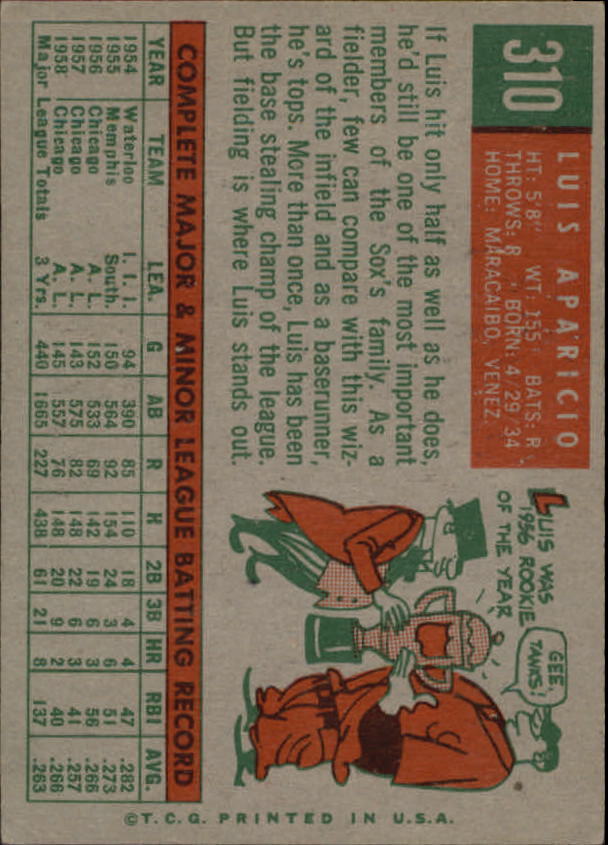 310
LUIS APARICIO
HT: 5'8" WT: 155 BATS: R
THROWS: R BORN: 4/29/34
HOME: MARACAIBO, VENEZ.
If Luis hit only half as well as he does,
he'd still be one of the most important
members of the Sox's family. As a
fielder, few can compare with this wiz-
ard of the infield and as a baserunner,
he's tops. More than once, Luis has been
the base stealing champ of the league.
But fielding is where Luis stands out.
LUIS WAS
1956 ROOKIE
OF THE YEAR
GEE,
TANKS!
COMPLETE MAJOR & MINOR LEAGUE BATTING RECORD
YEAR TEAM LEA. G AB R H 2B 3B HR RBI AVG.
1954 Waterloo I. I. I. 94 390 85 110 18 4 4 47 .282
1955 Memphis South. 150 564 92 154 24 3 6 51 .273
1956 Chicago A. L. 152 533 69 142 19 6 3 56 .266
1957 Chicago A. L. 143 575 82 148 22 6 3 41 .257
1958 Chicago A. L. 145 557 76 148 20 9 2 40 .266
Major League Totals 3 Yrs. 440 1665 227 438 61 21 8 137 .263
©T. C. G. PRINTED IN U.S.A.